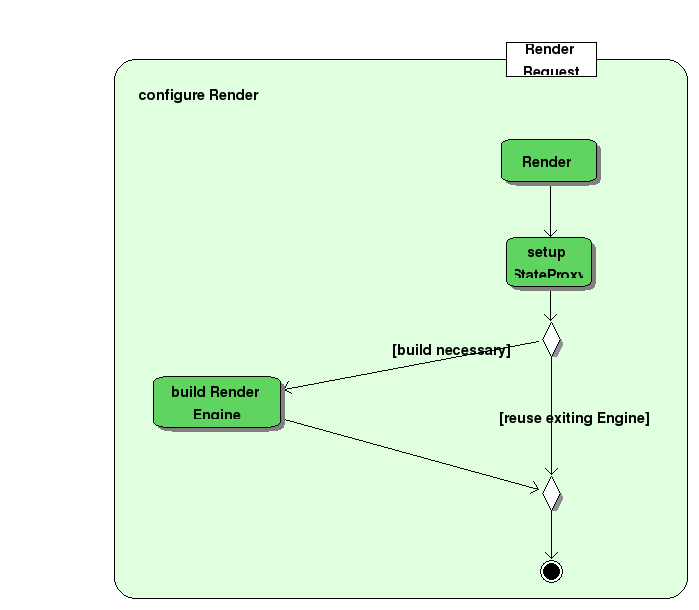 Render
Request
configure Render
Render
setup
StateProxy
[build necessary]
build Render
Engine
[reuse exiting Engine]